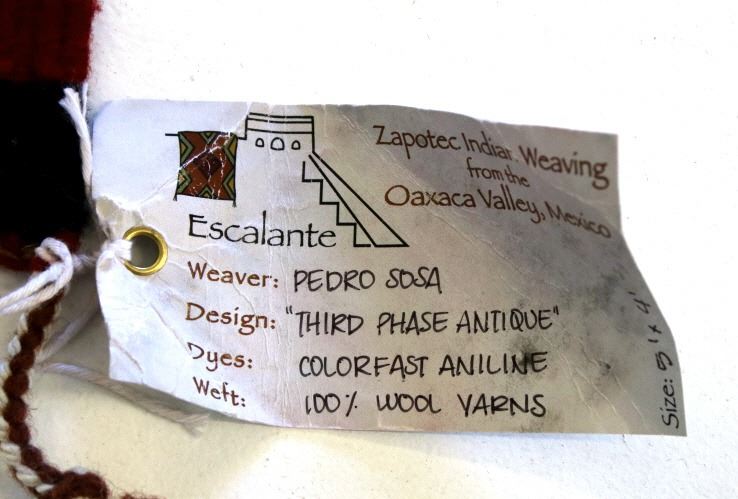 Zapotec Indian Weaving
from the
Oaxaca Valley, Mexico
Escalante
Weaver: PEDRO SOSA
Design: "THIRD PHASE ANTIQUE"
Dyes: COLORFAST ANILINE
Weft: 100% WOOL YARNS
Size: 5' x 4'